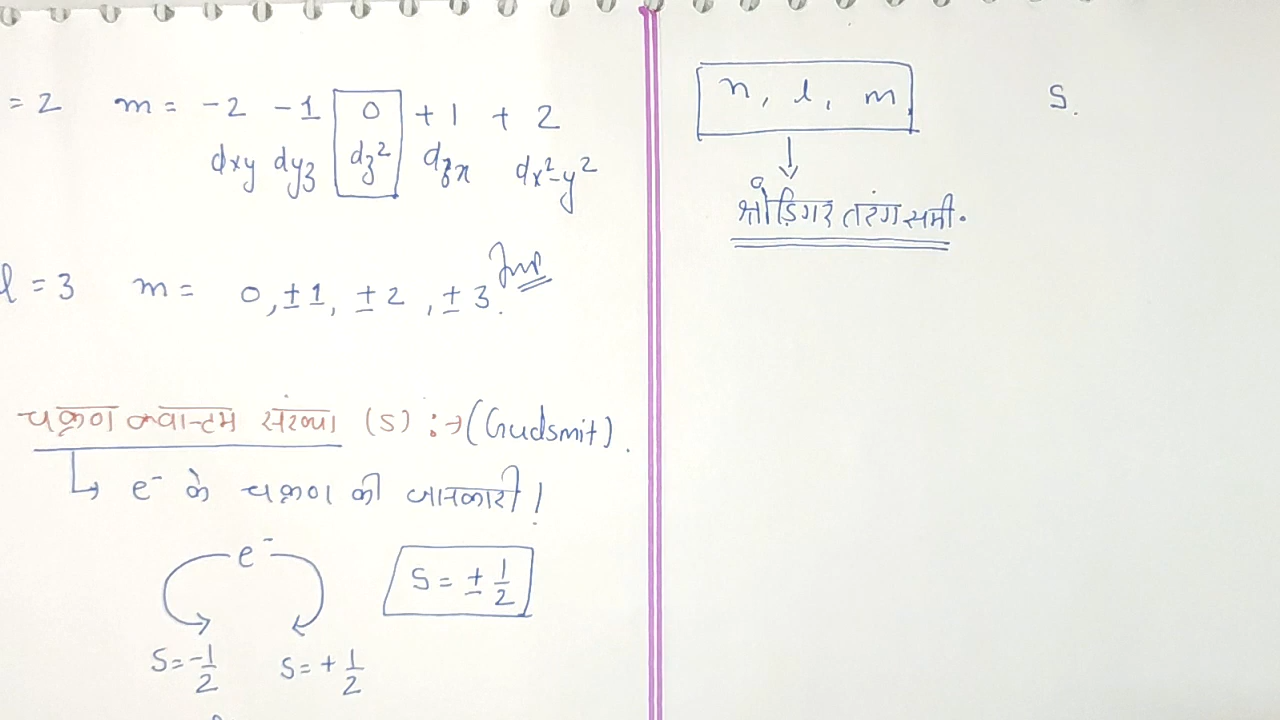 = 2 m = -2 -1 0 +1 +2
dxy dyz dz² dzx dx²-y²
l = 3 m = 0, ±1, ±2, ±3. Imp
चक्रण क्वान्टम संख्या (s) :→ (Gudsmit).
↳ e⁻ के चक्रण की जानकारी।
e⁻
S = ± 1/2
S = -1/2 S = + 1/2
n, l, m. S.
↓
श्रोडिंगर तरंग समी.